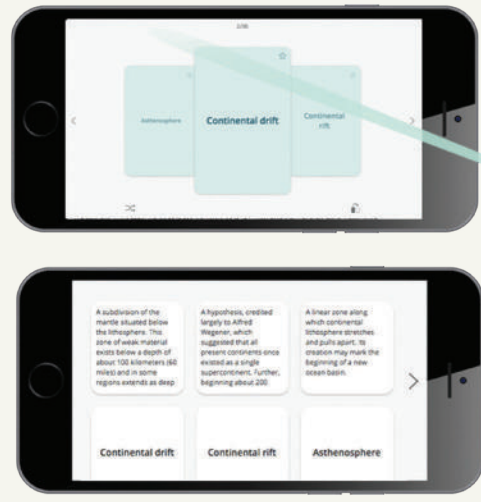 Asthenosphere
Continental drift
Continental
rift
A subdivision of the
mantle situated below
the lithosphere. This
zone of weak material
exists below a depth of
about 100 kilometers (60
miles) and in some
regions extends as deep
A hypothesis, credited
largely to Alfred
Wegener, which
suggested that all
present continents once
existed as a single
supercontinent. Further,
beginning about 200
A linear zone along
which continental
lithosphere stretches
and pulls apart. Its
creation may mark the
beginning of a new
ocean basin.
Continental drift
Continental rift
Asthenosphere